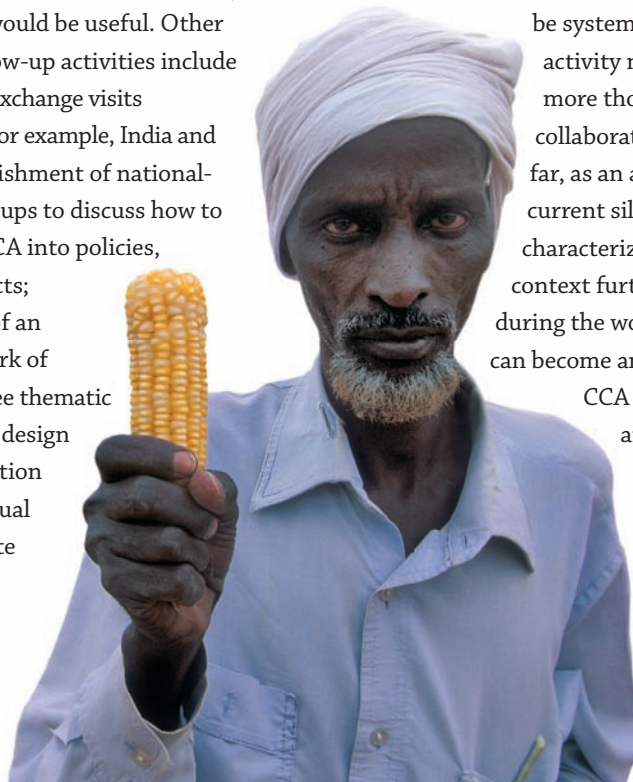 would be useful. Other
ow-up activities include
xchange visits
or example, India and
ishment of national-
ups to discuss how to
CA into policies,
cts;
of an
rk of
ee thematic
design
tion
ual
te
be system
activity
more tho
collaborat
far, as an a
current sil
characteriz
context furt
during the wo
can become an
CCA
a